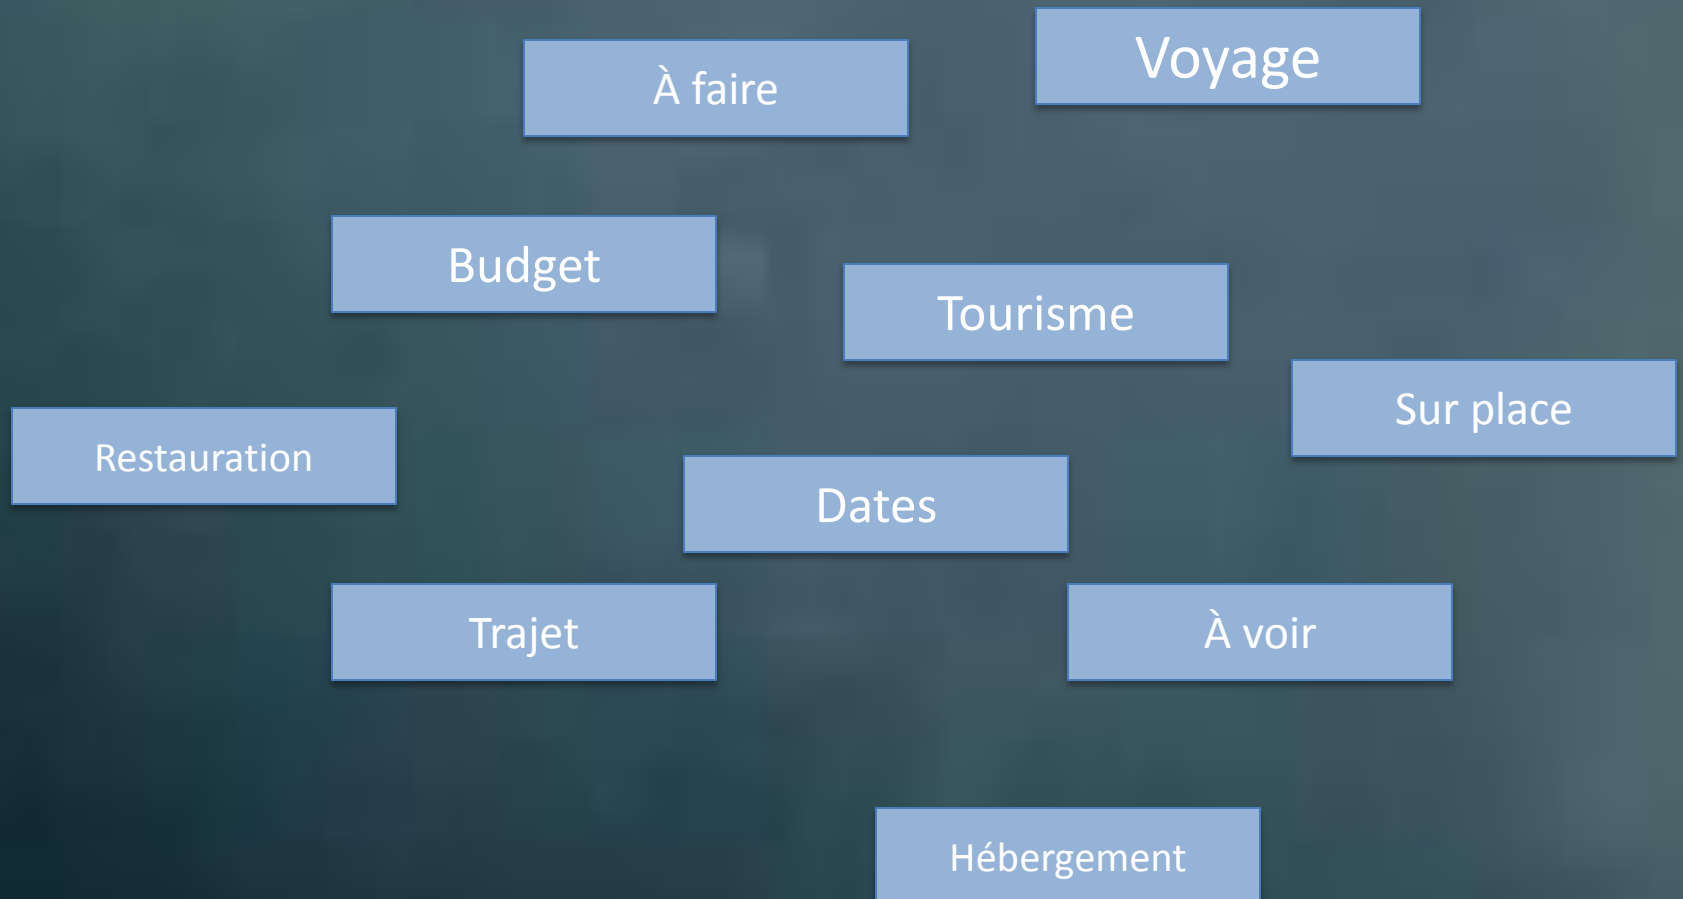 Voyage
À faire
Budget
Tourisme
Sur place
Restauration
Dates
Trajet
À voir
Hébergement